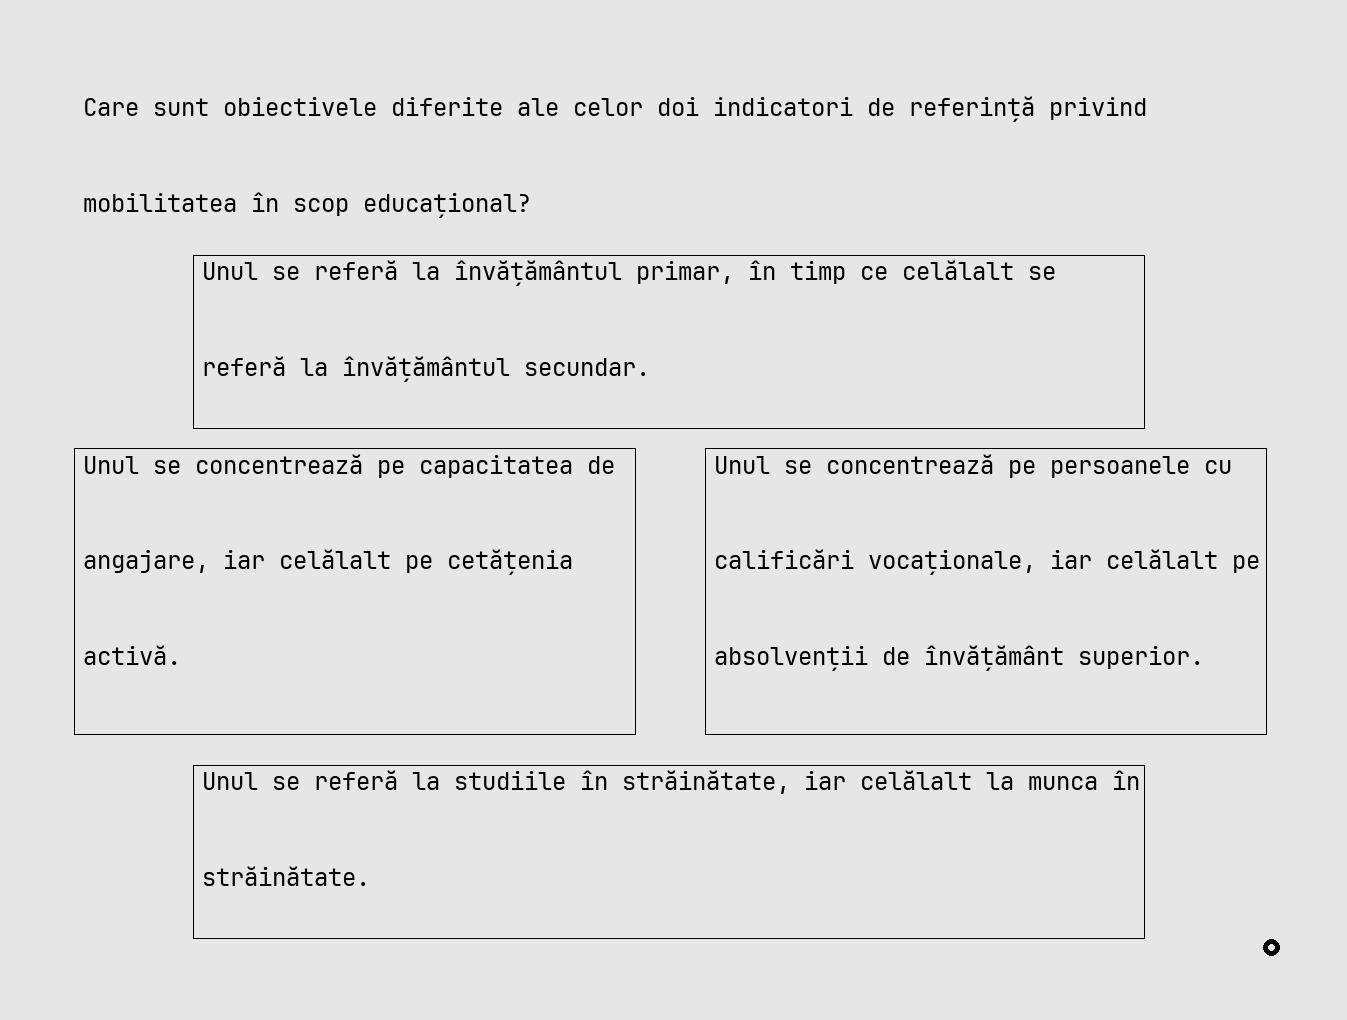 Care sunt obiectivele diferite ale celor doi indicatori de referință privind
mobilitatea în scop educațional?
Unul se referă la învățământul primar, în timp ce celălalt se
referă la învățământul secundar.
Unul se concentrează pe capacitatea de
angajare, iar celălalt pe cetățenia
activă.
Unul se concentrează pe persoanele cu
calificări vocaționale, iar celălalt pe
absolvenții de învățământ superior.
Unul se referă la studiile în străinătate, iar celălalt la munca în
străinătate.